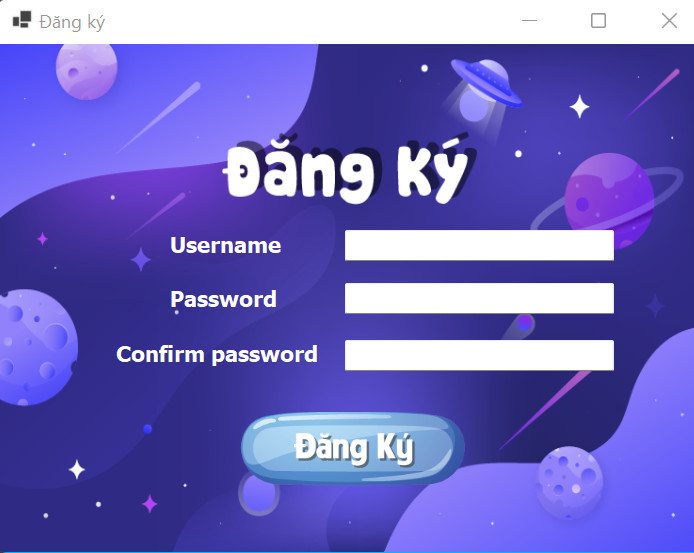 Đăng ký
Đăng Ký
Username
Password
Confirm password
Đăng Ký